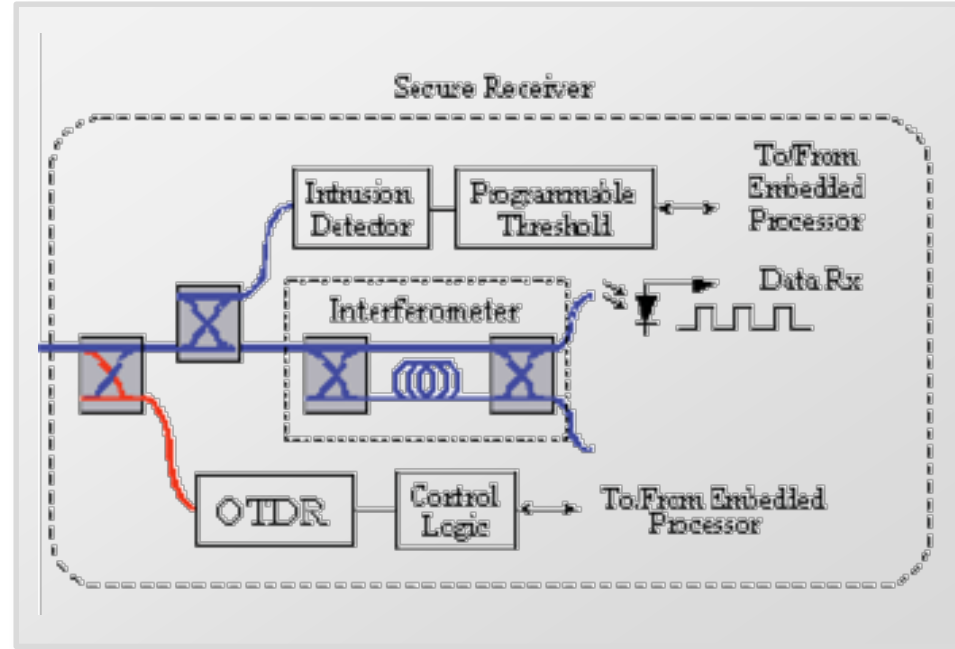 Secure Receiver
Intrusion
Detector
Programmable
Threshold
To/From
Embedded
Processor
Data Rx
Interferometer
OTDR
Control
Logic
To/From Embedded
Processor